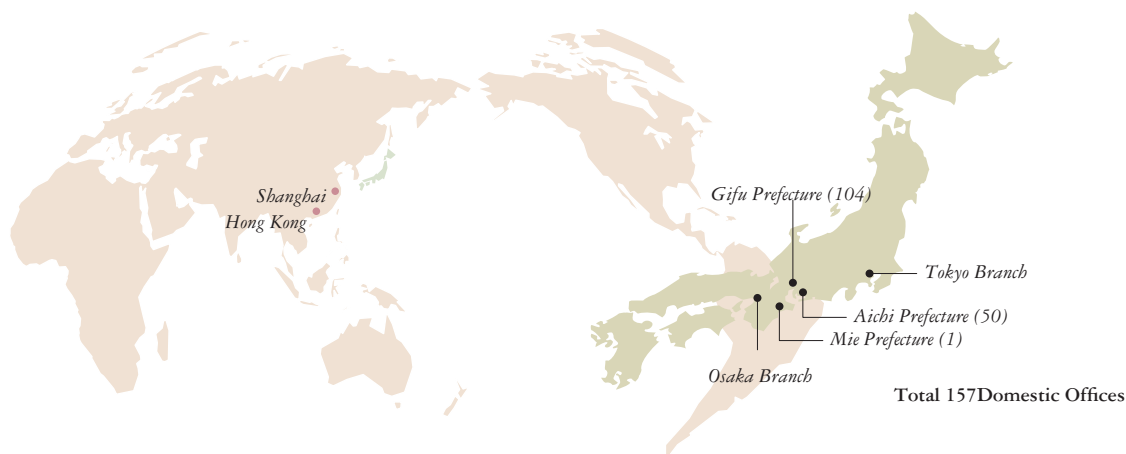 Shanghai
Hong Kong
Gifu Prefecture (104)
Tokyo Branch
Aichi Prefecture (50)
Mie Prefecture (1)
Osaka Branch
Total 157Domestic Offices